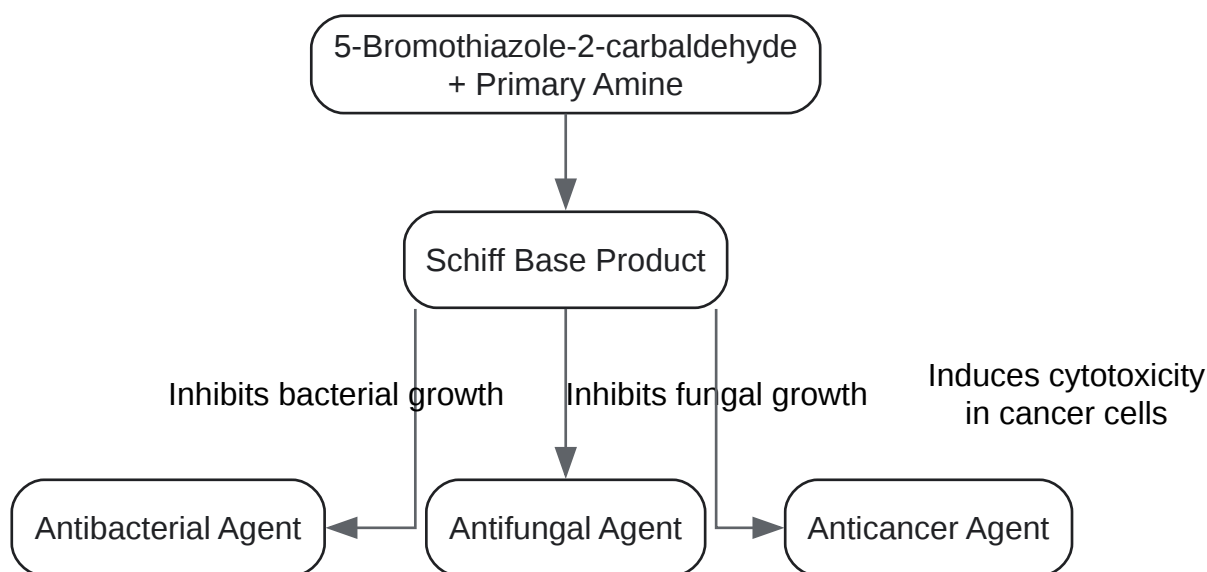 5-Bromothiazole-2-carbaldehyde
+ Primary Amine
Schiff Base Product
Inhibits bacterial growth
Inhibits fungal growth
Induces cytotoxicity
in cancer cells
Antibacterial Agent
Antifungal Agent
Anticancer Agent